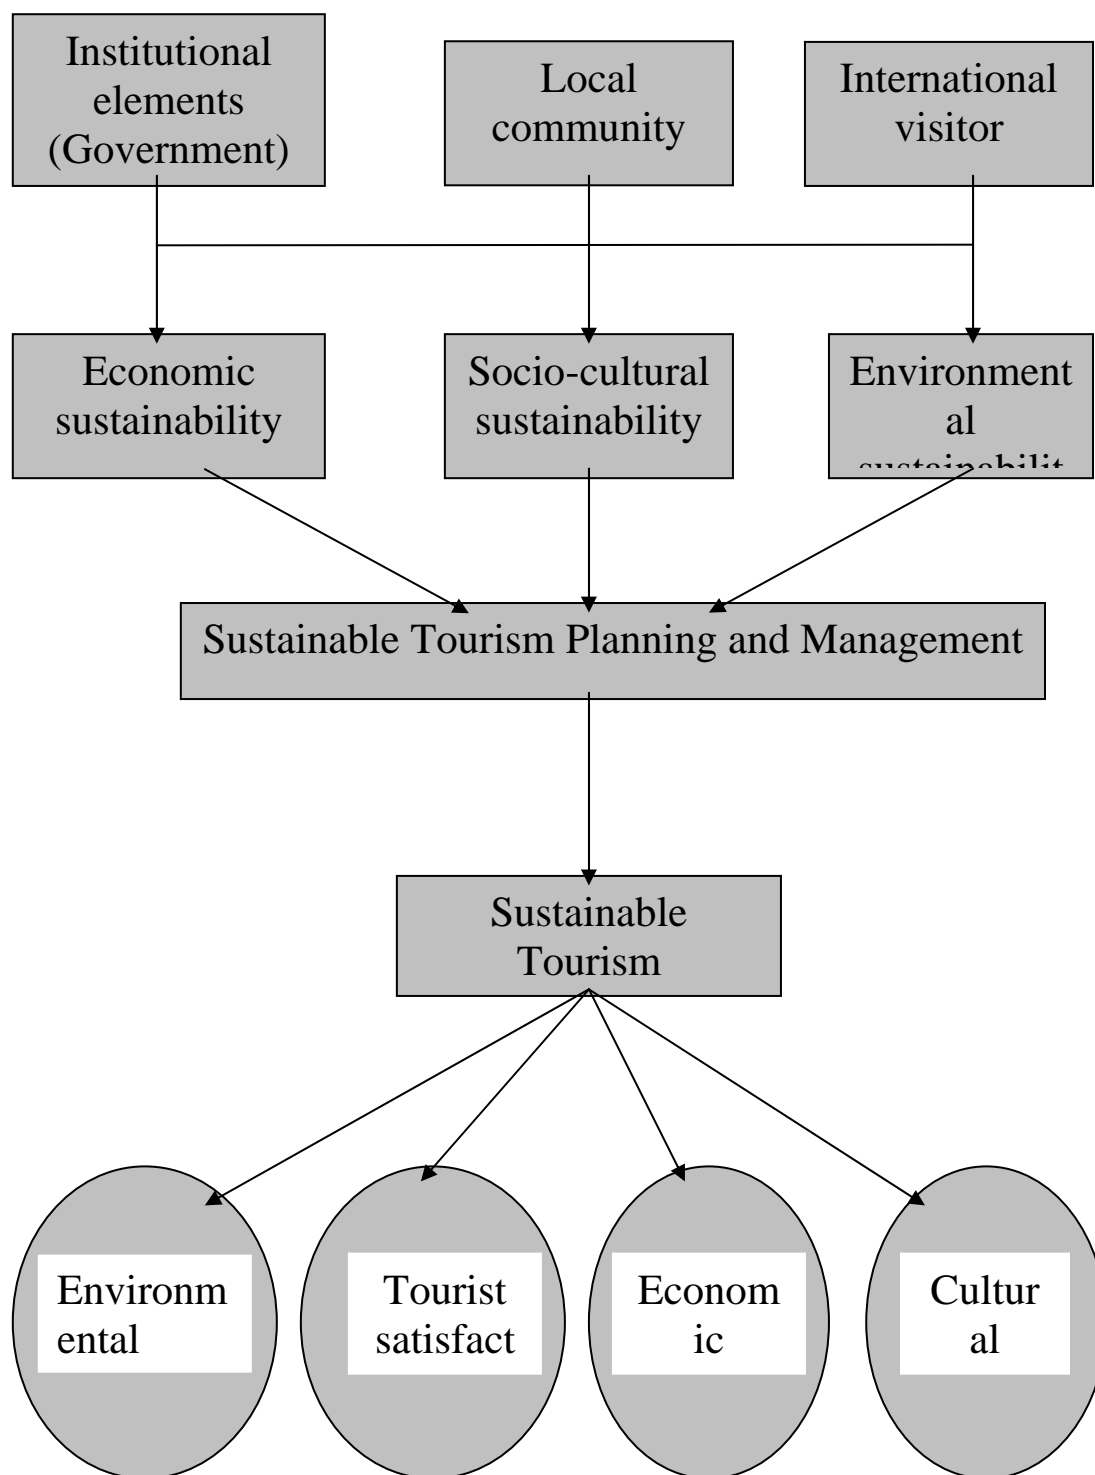 Institutional
elements
(Government)
Local
community
International
visitor
Economic
sustainability
Socio-cultural
sustainability
Environment
al
sustainabilit
Sustainable Tourism Planning and Management
Sustainable
Tourism
Environm
ental
Tourist
satisfact
Econom
ic
Cultur
al